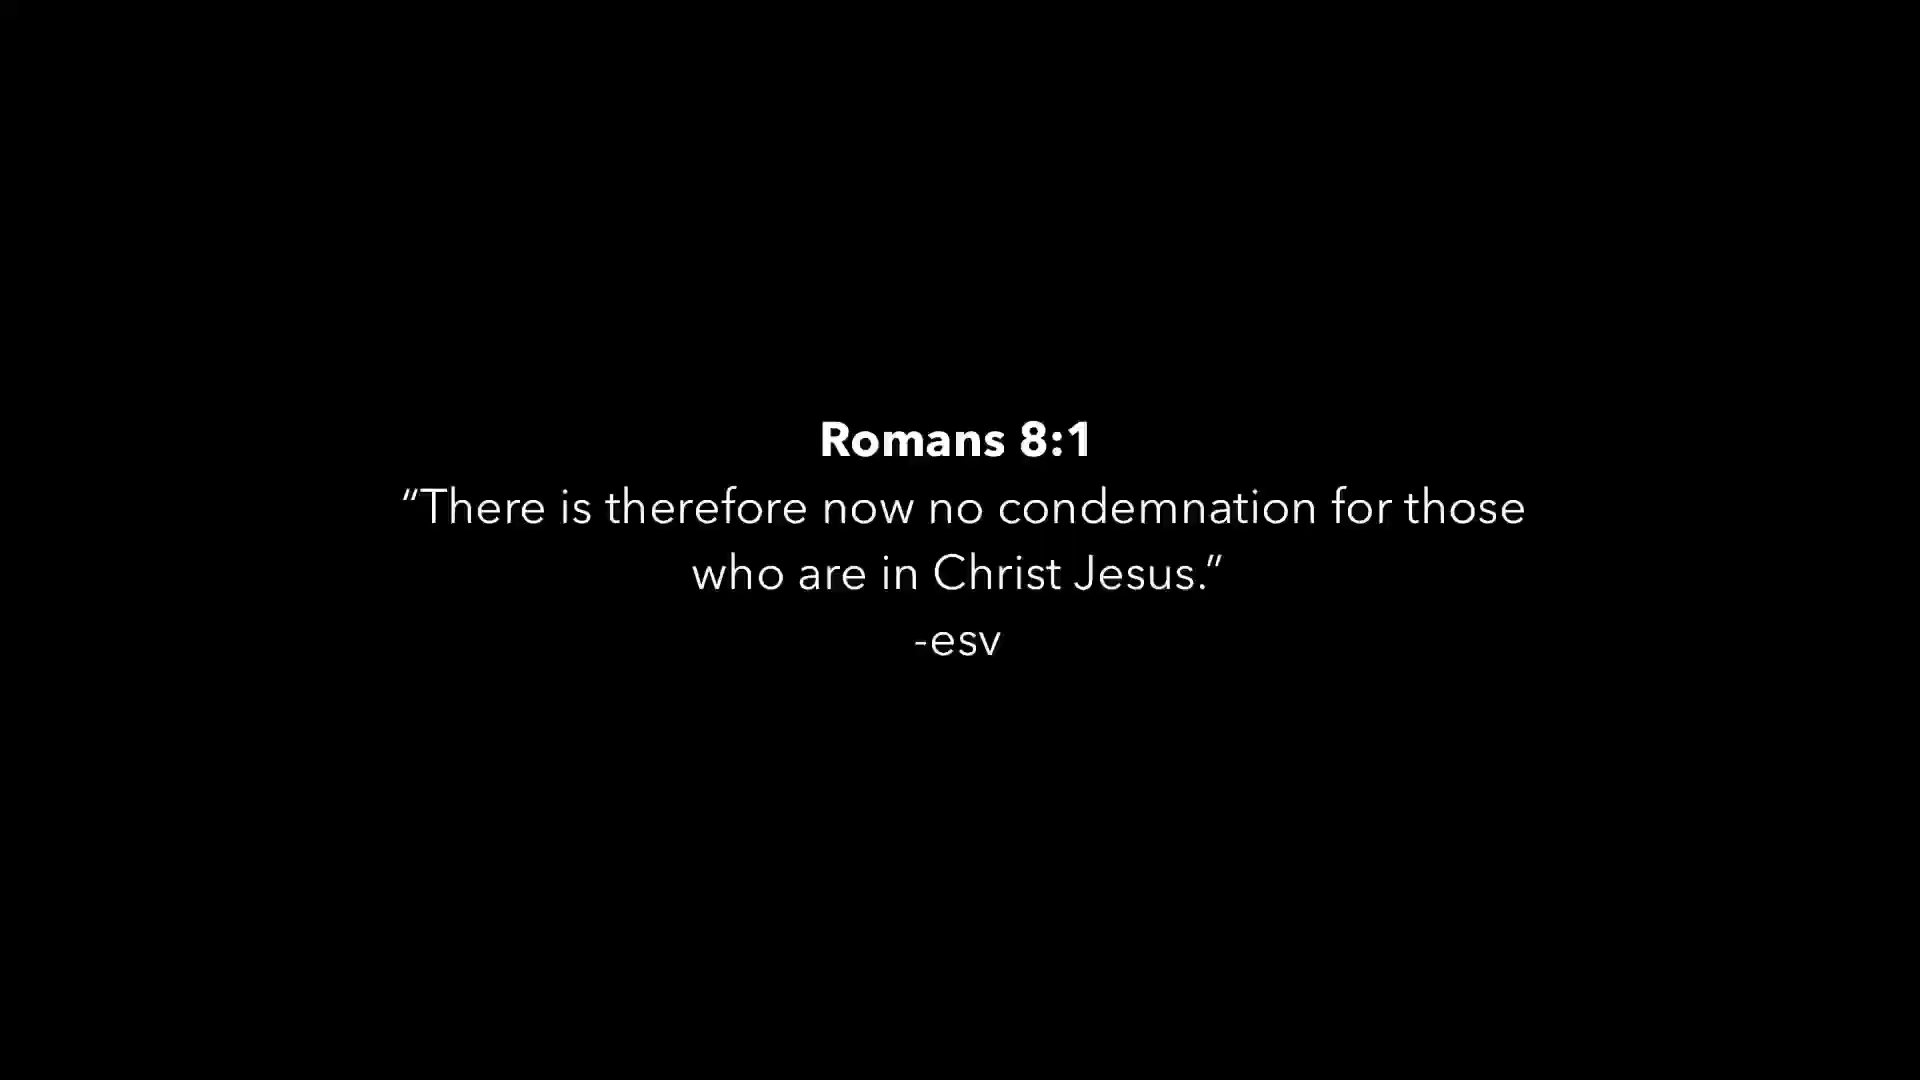 Romans 8:1
“There is therefore now no condemnation for those
who are in Christ Jesus.”
-esv